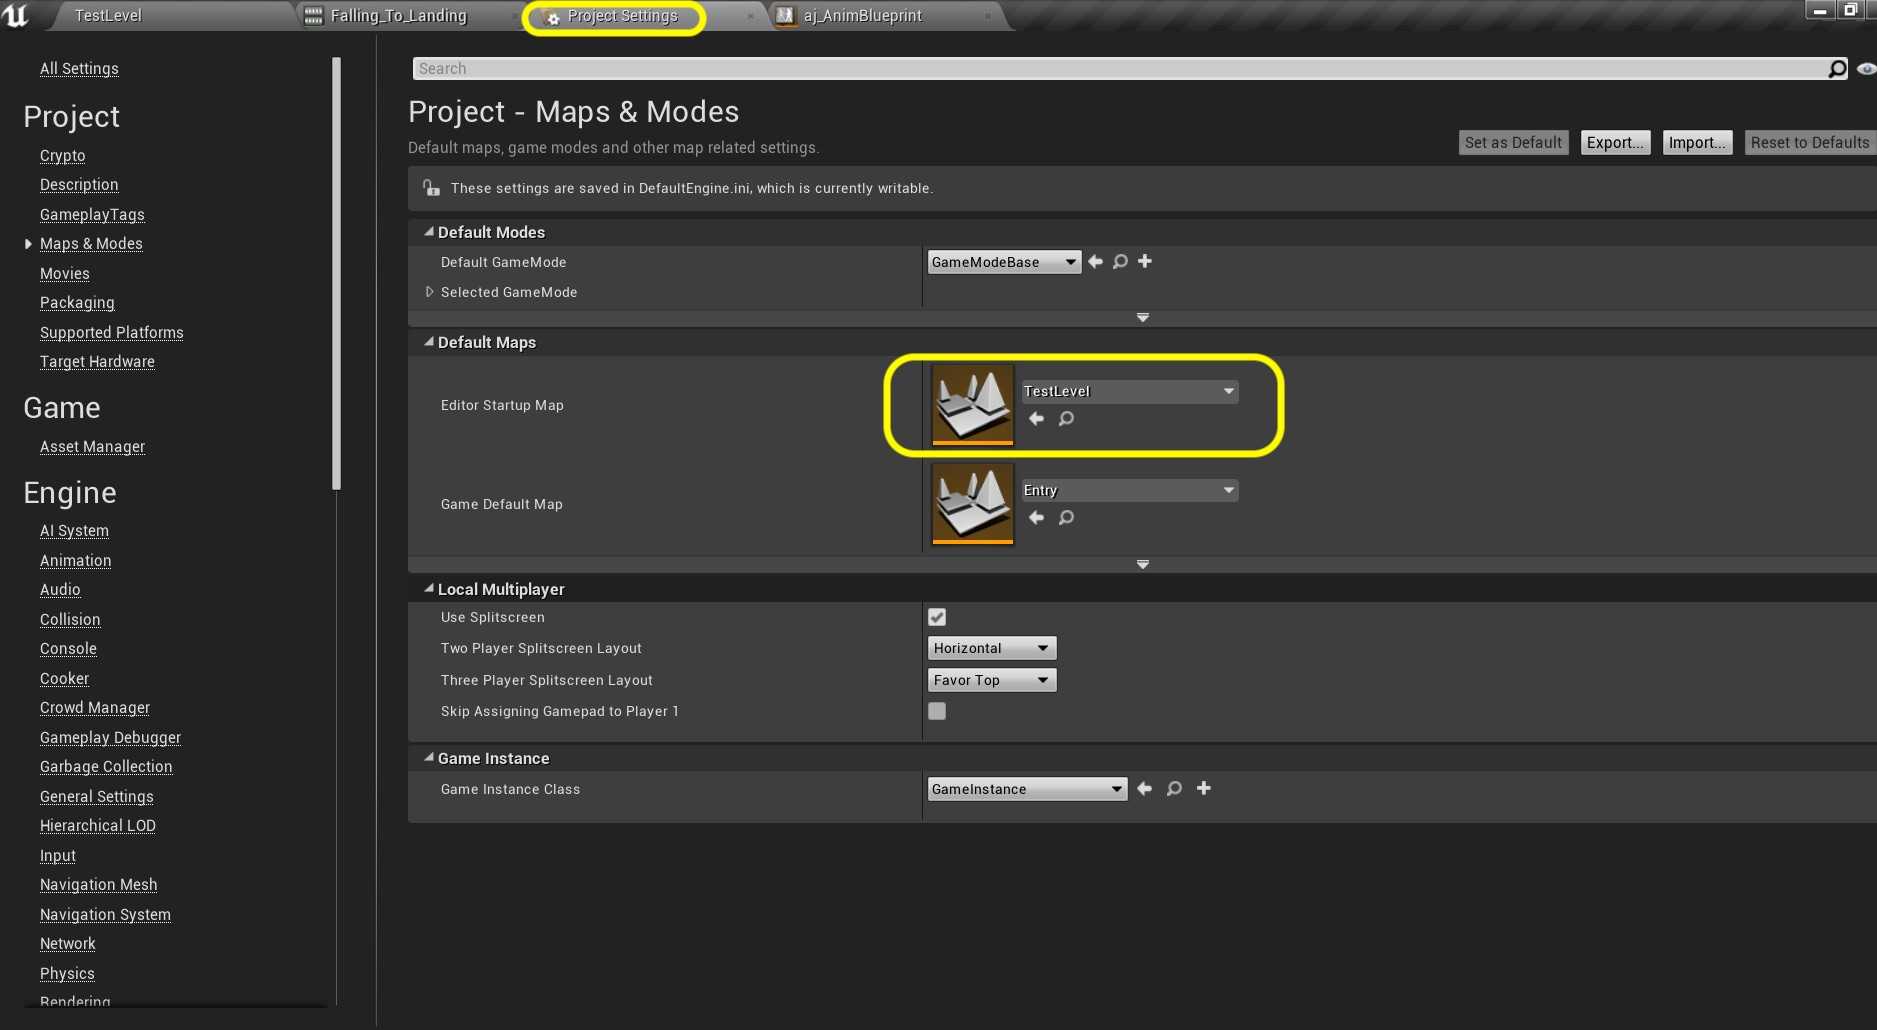 TestLevel
Falling_To_Landing
Project Settings
aj_AnimBlueprint
All Settings
Project
Crypto
Description
GameplayTags
Maps & Modes
Movies
Packaging
Supported Platforms
Target Hardware
Game
Asset Manager
Engine
AI System
Animation
Audio
Collision
Console
Cooker
Crowd Manager
Gameplay Debugger
Garbage Collection
General Settings
Hierarchical LOD
Input
Navigation Mesh
Navigation System
Network
Physics
Rendering
Search
Project - Maps & Modes
Default maps, game modes and other map related settings.
Set as Default
Export...
Import...
Reset to Defaults
These settings are saved in DefaultEngine.ini, which is currently writable.
Default Modes
Default GameMode
GameModeBase
Selected GameMode
Default Maps
Editor Startup Map
TestLevel
Game Default Map
Entry
Local Multiplayer
Use Splitscreen
Two Player Splitscreen Layout
Horizontal
Three Player Splitscreen Layout
Favor Top
Skip Assigning Gamepad to Player 1
Game Instance
Game Instance Class
GameInstance